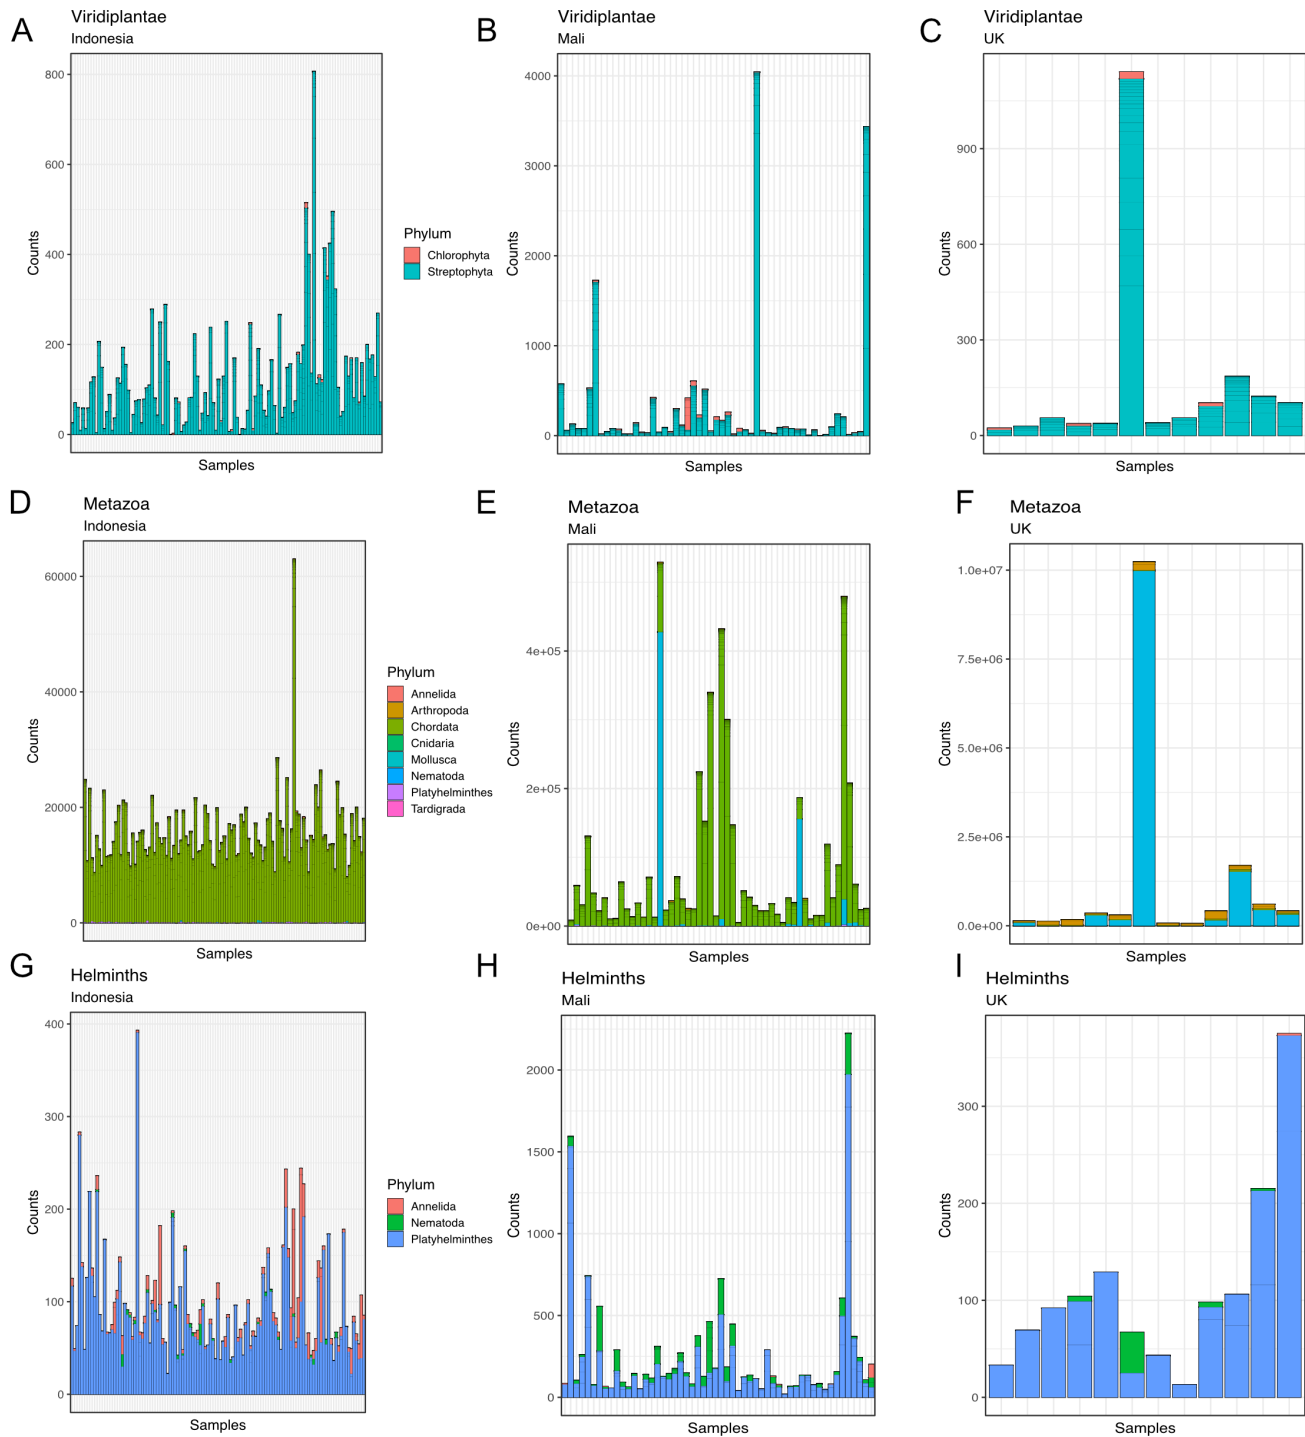 A
Viridiplantae
Indonesia
800
600
400
200
0
Counts
Samples
Phylum
Chlorophyta
Streptophyta
B
Viridiplantae
Mali
4000
3000
2000
1000
0
Counts
Samples
C
Viridiplantae
UK
900
600
300
0
Counts
Samples
D
Metazoa
Indonesia
60000
40000
20000
0
Counts
Samples
Phylum
Annelida
Arthropoda
Chordata
Cnidaria
Mollusca
Nematoda
Platyhelminthes
Tardigrada
E
Metazoa
Mali
4e+05
2e+05
0e+00
Counts
Samples
F
Metazoa
UK
1.0e+07
7.5e+06
5.0e+06
2.5e+06
0.0e+00
Counts
Samples
G
Helminths
Indonesia
400
300
200
100
0
Counts
Samples
Phylum
Annelida
Nematoda
Platyhelminthes
H
Helminths
Mali
2000
1500
1000
500
0
Counts
Samples
I
Helminths
UK
300
200
100
0
Counts
Samples